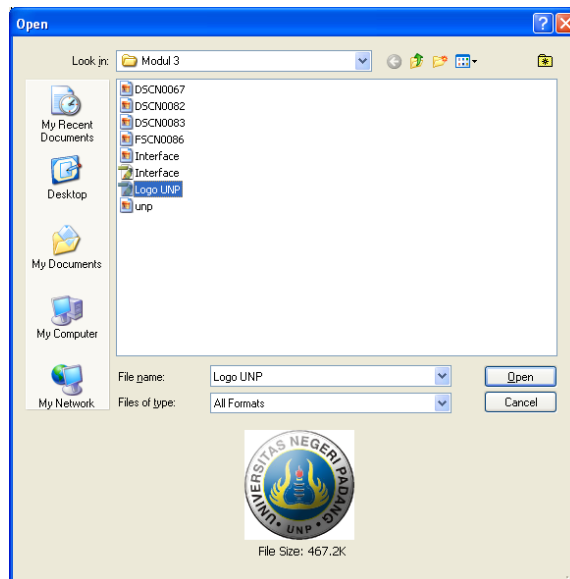 Open
Look in:
Modul 3
My Recent
Documents
Desktop
My Documents
My Computer
My Network
DSCN0067
DSCN0082
DSCN0083
FSCN0086
Interface
Interface
Logo UNP
unp
File name:
Logo UNP
Open
Files of type:
All Formats
Cancel
UNIVERSITAS NEGERI PADANG
UNP
File Size: 467.2K